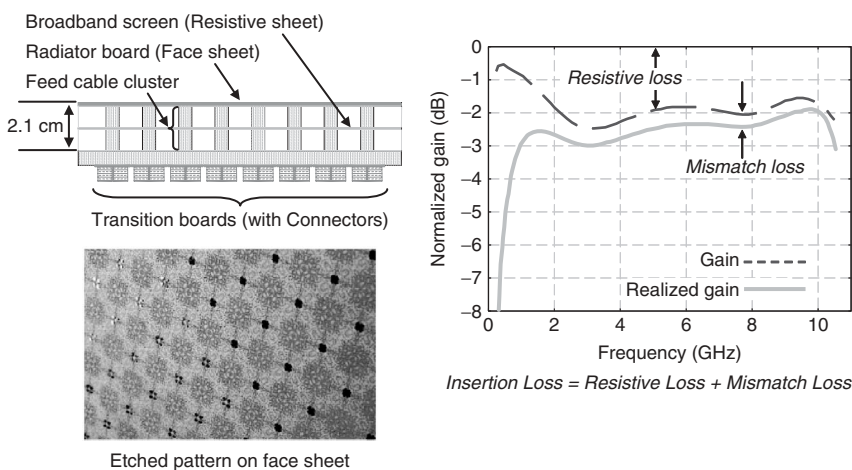 Broadband screen (Resistive sheet)
Radiator board (Face sheet)
Feed cable cluster
2.1 cm
Transition boards (with Connectors)
Etched pattern on face sheet
0
–1
–2
–3
–4
–5
–6
–7
–8
Normalized gain (dB)
Resistive loss
Mismatch loss
Gain
Realized gain
0 2 4 6 8 10
Frequency (GHz)
Insertion Loss = Resistive Loss + Mismatch Loss